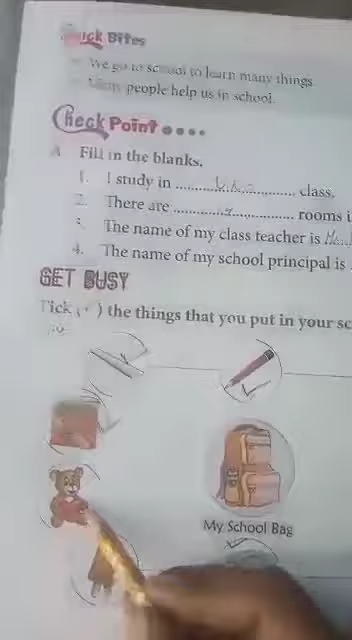 Quick Bites
We go to school to learn many things.
Many people help us in school.
Check Point
A. Fill in the blanks.
1. I study in .................. class.
2. There are .................. rooms i
3. The name of my class teacher is
4. The name of my school principal is
GET BUSY
Tick (✓) the things that you put in your sc
My School Bag